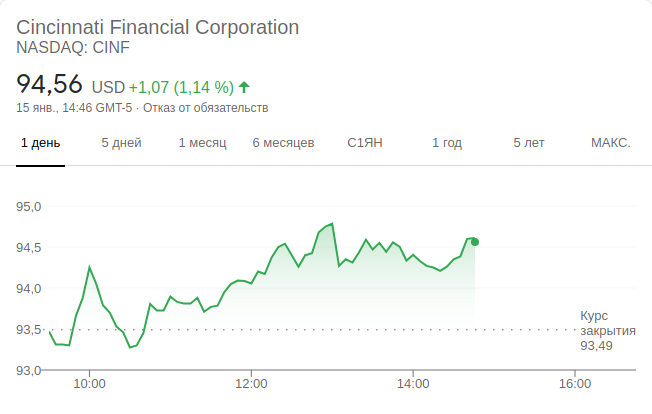 Cincinnati Financial Corporation
NASDAQ: CINF
94,56 USD +1,07 (1,14 %)
15 янв., 14:46 GMT-5 · Отказ от обязательств
1 день 5 дней 1 месяц 6 месяцев С1ЯН 1 год 5 лет МАКС.
95,0
94,5
94,0
93,5
93,0
Курс
закрытия
93,49
10:00 12:00 14:00 16:00